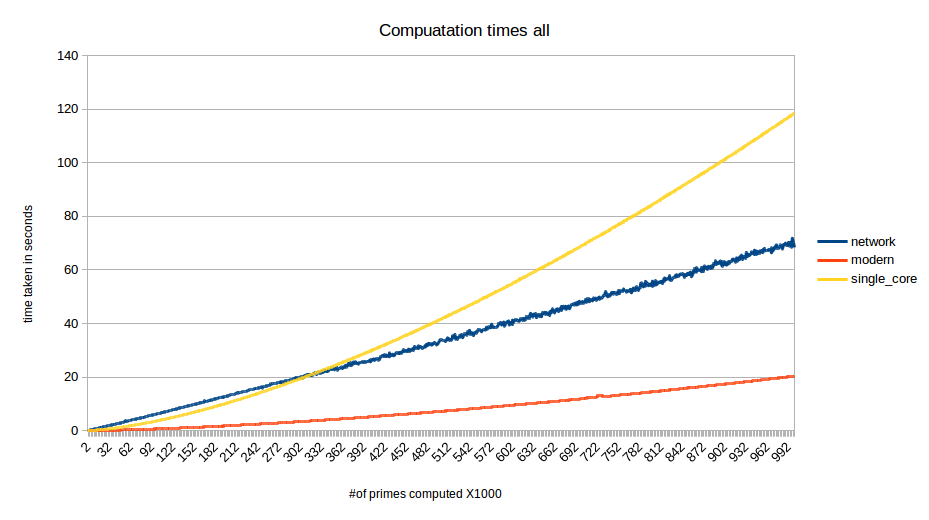 Compuatation times all
140
120
100
80
60
40
20
0
time taken in seconds
2 32 62 92 122 152 182 212 242 272 302 332 362 392 422 452 482 512 542 572 602 632 662 692 722 752 782 812 842 872 902 932 962 992
#of primes computed X1000
network
modern
single_core